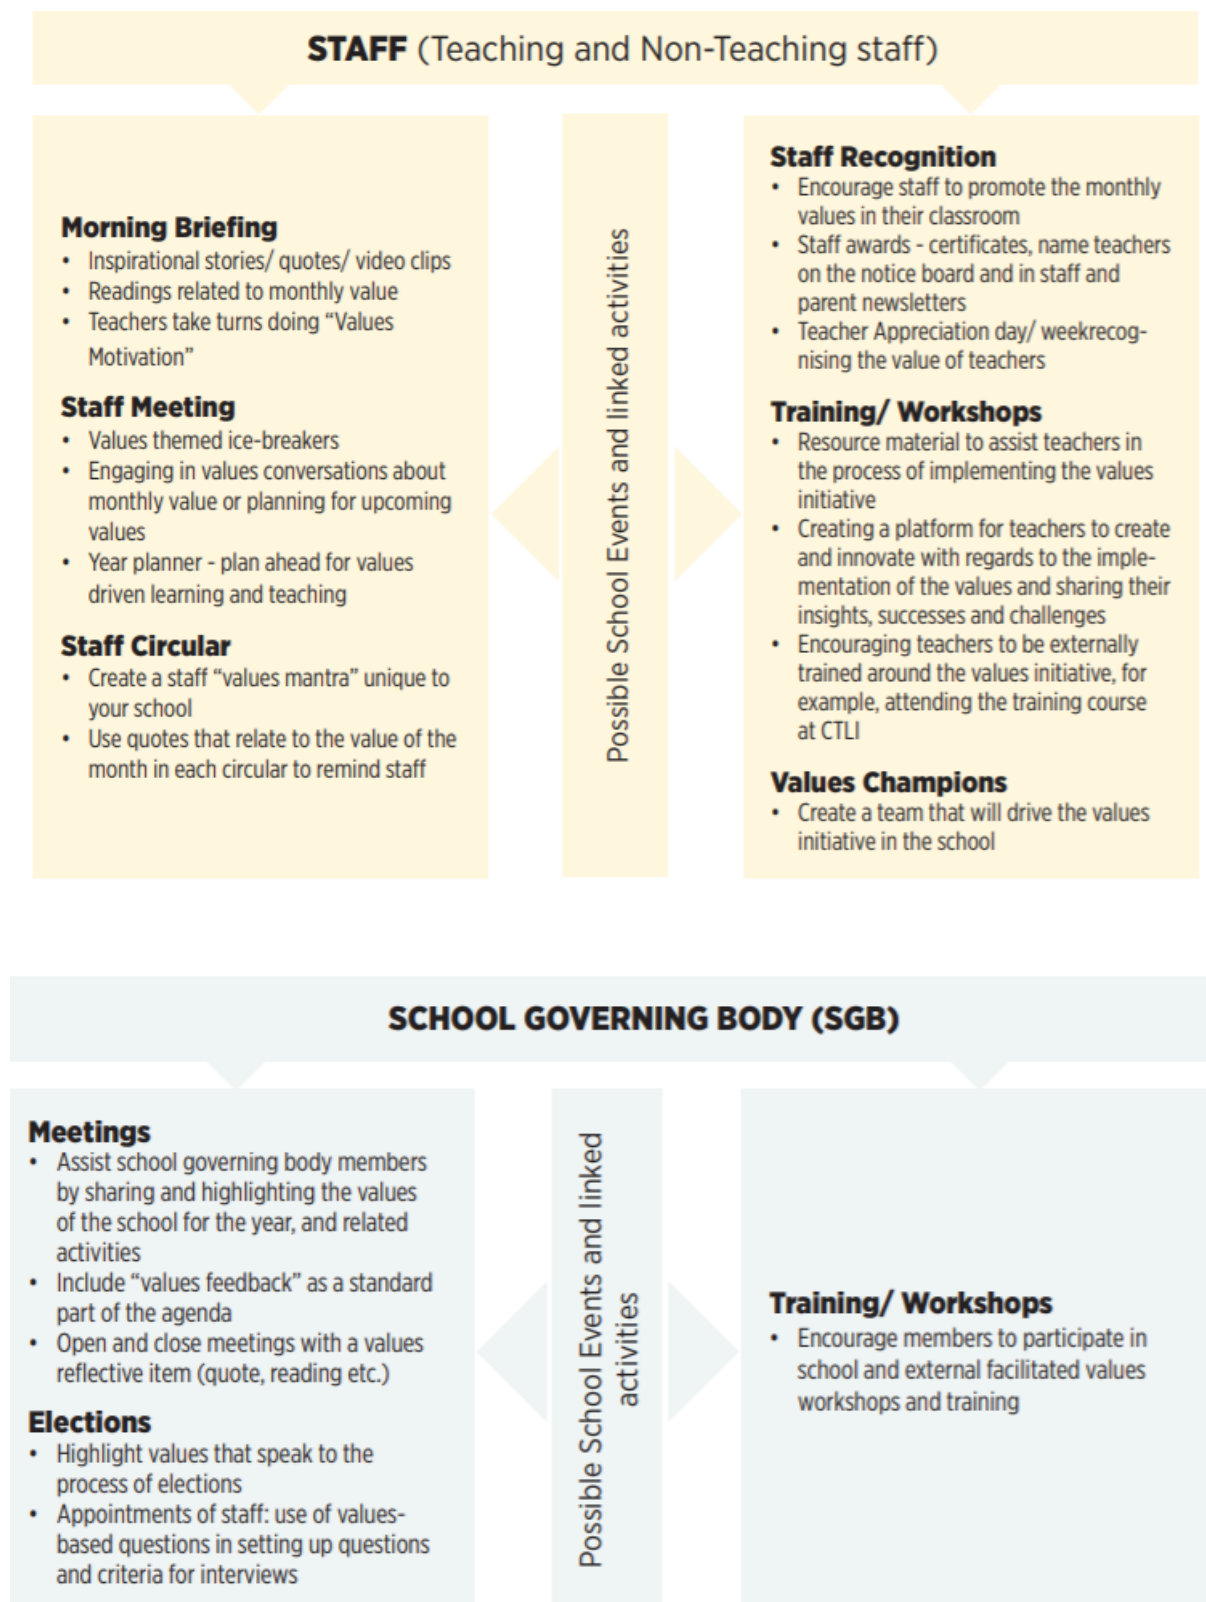 STAFF (Teaching and Non-Teaching staff)
Morning Briefing
• Inspirational stories/ quotes/ video clips
• Readings related to monthly value
• Teachers take turns doing “Values
Motivation”
Staff Meeting
• Values themed ice-breakers
• Engaging in values conversations about
monthly value or planning for upcoming
values
• Year planner - plan ahead for values
driven learning and teaching
Staff Circular
• Create a staff “values mantra” unique to
your school
• Use quotes that relate to the value of the
month in each circular to remind staff
Possible School Events and linked activities
Staff Recognition
• Encourage staff to promote the monthly
values in their classroom
• Staff awards - certificates, name teachers
on the notice board and in staff and
parent newsletters
• Teacher Appreciation day/ weekrecog-
nising the value of teachers
Training/ Workshops
• Resource material to assist teachers in
the process of implementing the values
initiative
• Creating a platform for teachers to create
and innovate with regards to the imple-
mentation of the values and sharing their
insights, successes and challenges
• Encouraging teachers to be externally
trained around the values initiative, for
example, attending the training course
at CTLI
Values Champions
• Create a team that will drive the values
initiative in the school
SCHOOL GOVERNING BODY (SGB)
Meetings
• Assist school governing body members
by sharing and highlighting the values
of the school for the year, and related
activities
• Include “values feedback” as a standard
part of the agenda
• Open and close meetings with a values
reflective item (quote, reading etc.)
Elections
• Highlight values that speak to the
process of elections
• Appointments of staff: use of values-
based questions in setting up questions
and criteria for interviews
Possible School Events and linked
activities
Training/ Workshops
• Encourage members to participate in
school and external facilitated values
workshops and training